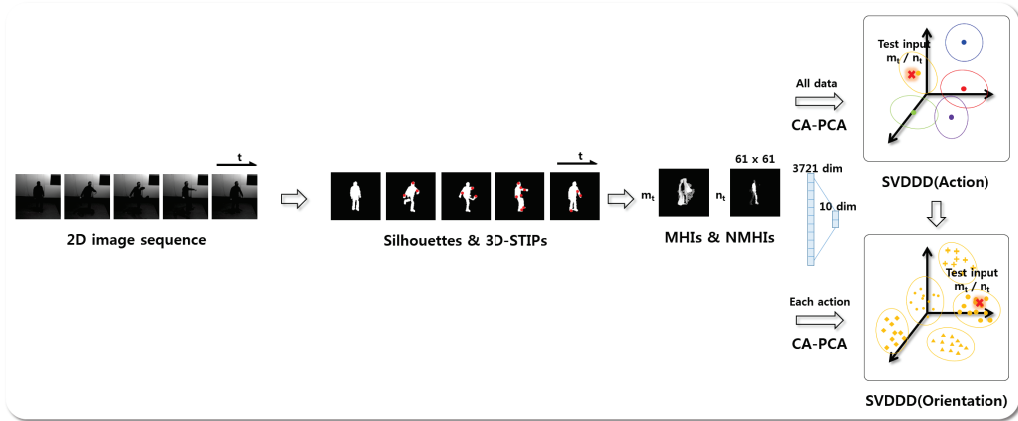 t
2D image sequence
t
Silhouettes & 3D-STIPs
mt
nt
61 x 61
MHIs & NMHIs
3721 dim
10 dim
All data
CA-PCA
Each action
CA-PCA
Test input
mt / nt
SVDDD(Action)
Test input
mt / nt
SVDDD(Orientation)